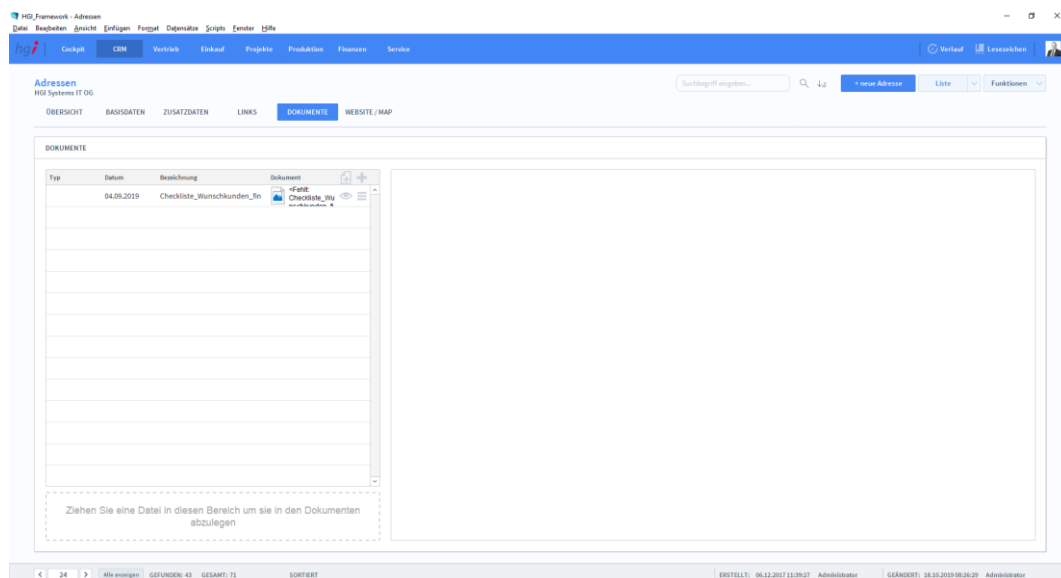 HGI_Framework - Adressen
Datei Bearbeiten Ansicht Einfügen Format Datensätze Scripts Fenster Hilfe
hgi Cockpit CRM Vertrieb Einkauf Projekte Produktion Finanzen Service Verlauf Lesezeichen
Adressen
HGI Systems IT OG
Suchbegriff eingeben... + neue Adresse Liste Funktionen
ÜBERSICHT BASISDATEN ZUSATZDATEN LINKS DOKUMENTE WEBSITE / MAP
DOKUMENTE
Typ Datum Bezeichnung Dokument
04.09.2019 Checkliste_Wunschkunden_fin
<Fehlt:
Checkliste_Wu
nschkunden_fi
Ziehen Sie eine Datei in diesen Bereich um sie in den Dokumenten
abzulegen
24 Alle anzeigen GEFUNDEN: 43 GESAMT: 71 SORTIERT ERSTELLT: 06.12.2017 11:39:27 Administrator GEÄNDERT: 18.10.2019 08:26:29 Administrator